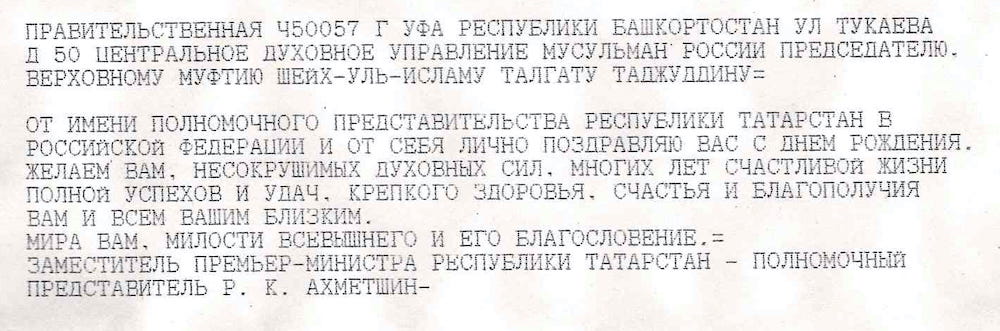 ПРАВИТЕЛЬСТВЕННАЯ Ч50057 Г УФА РЕСПУБЛИКИ БАШКОРТОСТАН УЛ ТУКАЕВА
Д 50 ЦЕНТРАЛЬНОЕ ДУХОВНОЕ УПРАВЛЕНИЕ МУСУЛЬМАН РОССИИ ПРЕДСЕДАТЕЛЮ,
ВЕРХОВНОМУ МУФТИЮ ШЕЙХ-УЛЬ-ИСЛАМУ ТАЛГАТУ ТАДЖУДДИНУ=
ОТ ИМЕНИ ПОЛНОМОЧНОГО ПРЕДСТАВИТЕЛЬСТВА РЕСПУБЛИКИ ТАТАРСТАН В
РОССИЙСКОЙ ФЕДЕРАЦИИ И ОТ СЕБЯ ЛИЧНО ПОЗДРАВЛЯЮ ВАС С ДНЕМ РОЖДЕНИЯ.
ЖЕЛАЕМ ВАМ, НЕСОКРУШИМЫХ ДУХОВНЫХ СИЛ, МНОГИХ ЛЕТ СЧАСТЛИВОЙ ЖИЗНИ
ПОЛНОЙ УСПЕХОВ И УДАЧ, КРЕПКОГО ЗДОРОВЬЯ, СЧАСТЬЯ И БЛАГОПОЛУЧИЯ
ВАМ И ВСЕМ ВАШИМ БЛИЗКИМ.
МИРА ВАМ, МИЛОСТИ ВСЕВЫШНЕГО И ЕГО БЛАГОСЛОВЕНИЕ.=
ЗАМЕСТИТЕЛЬ ПРЕМЬЕР-МИНИСТРА РЕСПУБЛИКИ ТАТАРСТАН - ПОЛНОМОЧНЫЙ
ПРЕДСТАВИТЕЛЬ Р. К. АХМЕТШИН-